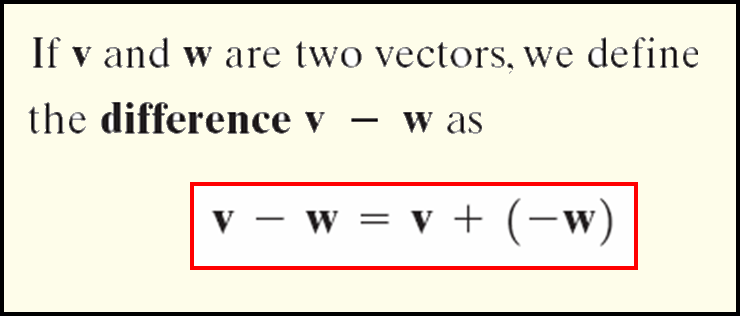 If v and w are two vectors, we define
the difference v − w as
v − w = v + (−w)